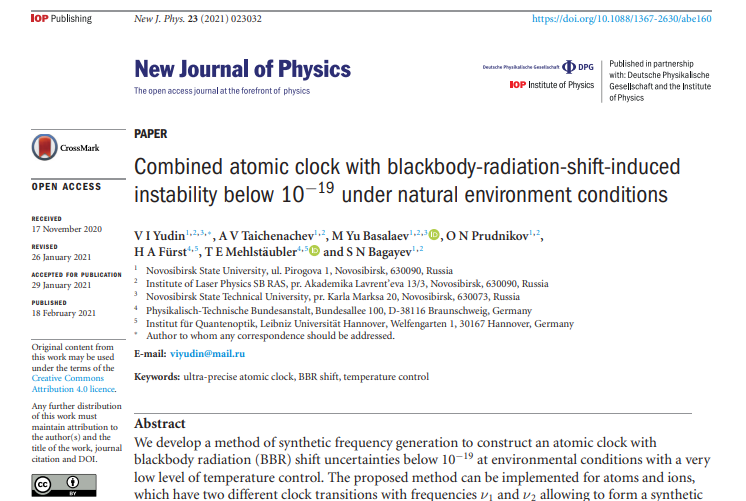 IOP Publishing
New J. Phys. 23 (2021) 023032
https://doi.org/10.1088/1367-2630/abe160
New Journal of Physics
The open access journal at the forefront of physics
Deutsche Physikalische Gesellschaft DPG
IOP Institute of Physics
Published in partnership
with: Deutsche Physikalische
Gesellschaft and the Institute
of Physics
CrossMark
OPEN ACCESS
RECEIVED
17 November 2020
REVISED
26 January 2021
ACCEPTED FOR PUBLICATION
29 January 2021
PUBLISHED
18 February 2021
Original content from
this work may be used
under the terms of the
Creative Commons
Attribution 4.0 licence.
Any further distribution
of this work must
maintain attribution to
the author(s) and the
title of the work, journal
citation and DOI.
cc BY
PAPER
Combined atomic clock with blackbody-radiation-shift-induced
instability below 10⁻¹⁹ under natural environment conditions
V I Yudin¹,²,³,*, A V Taichenachev¹,², M Yu Basalaev¹,²,³ iD, O N Prudnikov¹,²,
H A Fürst⁴,⁵, T E Mehlstäubler⁴,⁵ iD and S N Bagayev¹,²
1 Novosibirsk State University, ul. Pirogova 1, Novosibirsk, 630090, Russia
2 Institute of Laser Physics SB RAS, pr. Akademika Lavrent'eva 13/3, Novosibirsk, 630090, Russia
3 Novosibirsk State Technical University, pr. Karla Marksa 20, Novosibirsk, 630073, Russia
4 Physikalisch-Technische Bundesanstalt, Bundesallee 100, D-38116 Braunschweig, Germany
5 Institut für Quantenoptik, Leibniz Universität Hannover, Welfengarten 1, 30167 Hannover, Germany
* Author to whom any correspondence should be addressed.
E-mail: viyudin@mail.ru
Keywords: ultra-precise atomic clock, BBR shift, temperature control
Abstract
We develop a method of synthetic frequency generation to construct an atomic clock with
blackbody radiation (BBR) shift uncertainties below 10⁻¹⁹ at environmental conditions with a very
low level of temperature control. The proposed method can be implemented for atoms and ions,
which have two different clock transitions with frequencies ν₁ and ν₂ allowing to form a synthetic